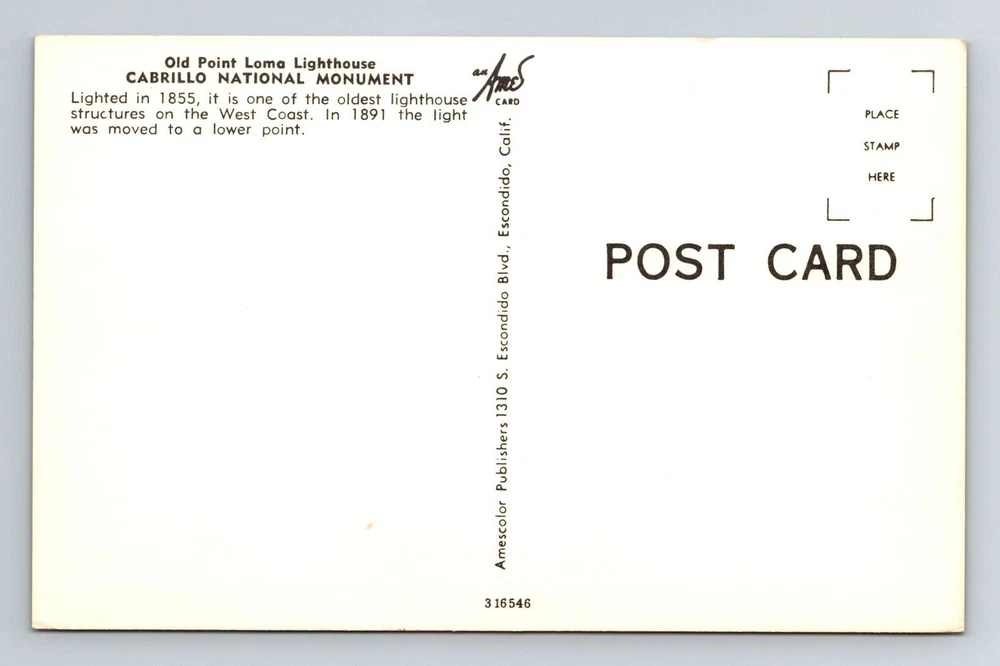 Old Point Loma Lighthouse
CABRILLO NATIONAL MONUMENT
Lighted in 1855, it is one of the oldest lighthouse
structures on the West Coast. In 1891 the light
was moved to a lower point.
an Ames
CARD
Amescolor Publishers 1310 S. Escondido Blvd., Escondido, Calif.
PLACE
STAMP
HERE
POST CARD
316546